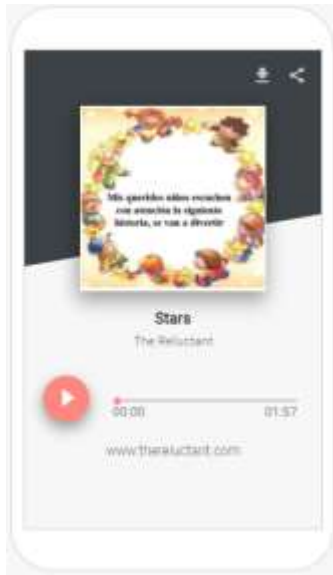 Mis queridos niños escuchen
con atención la siguiente
historia, se van a divertir
Stars
The Reluctant
00:00 01:57
www.thereluctant.com